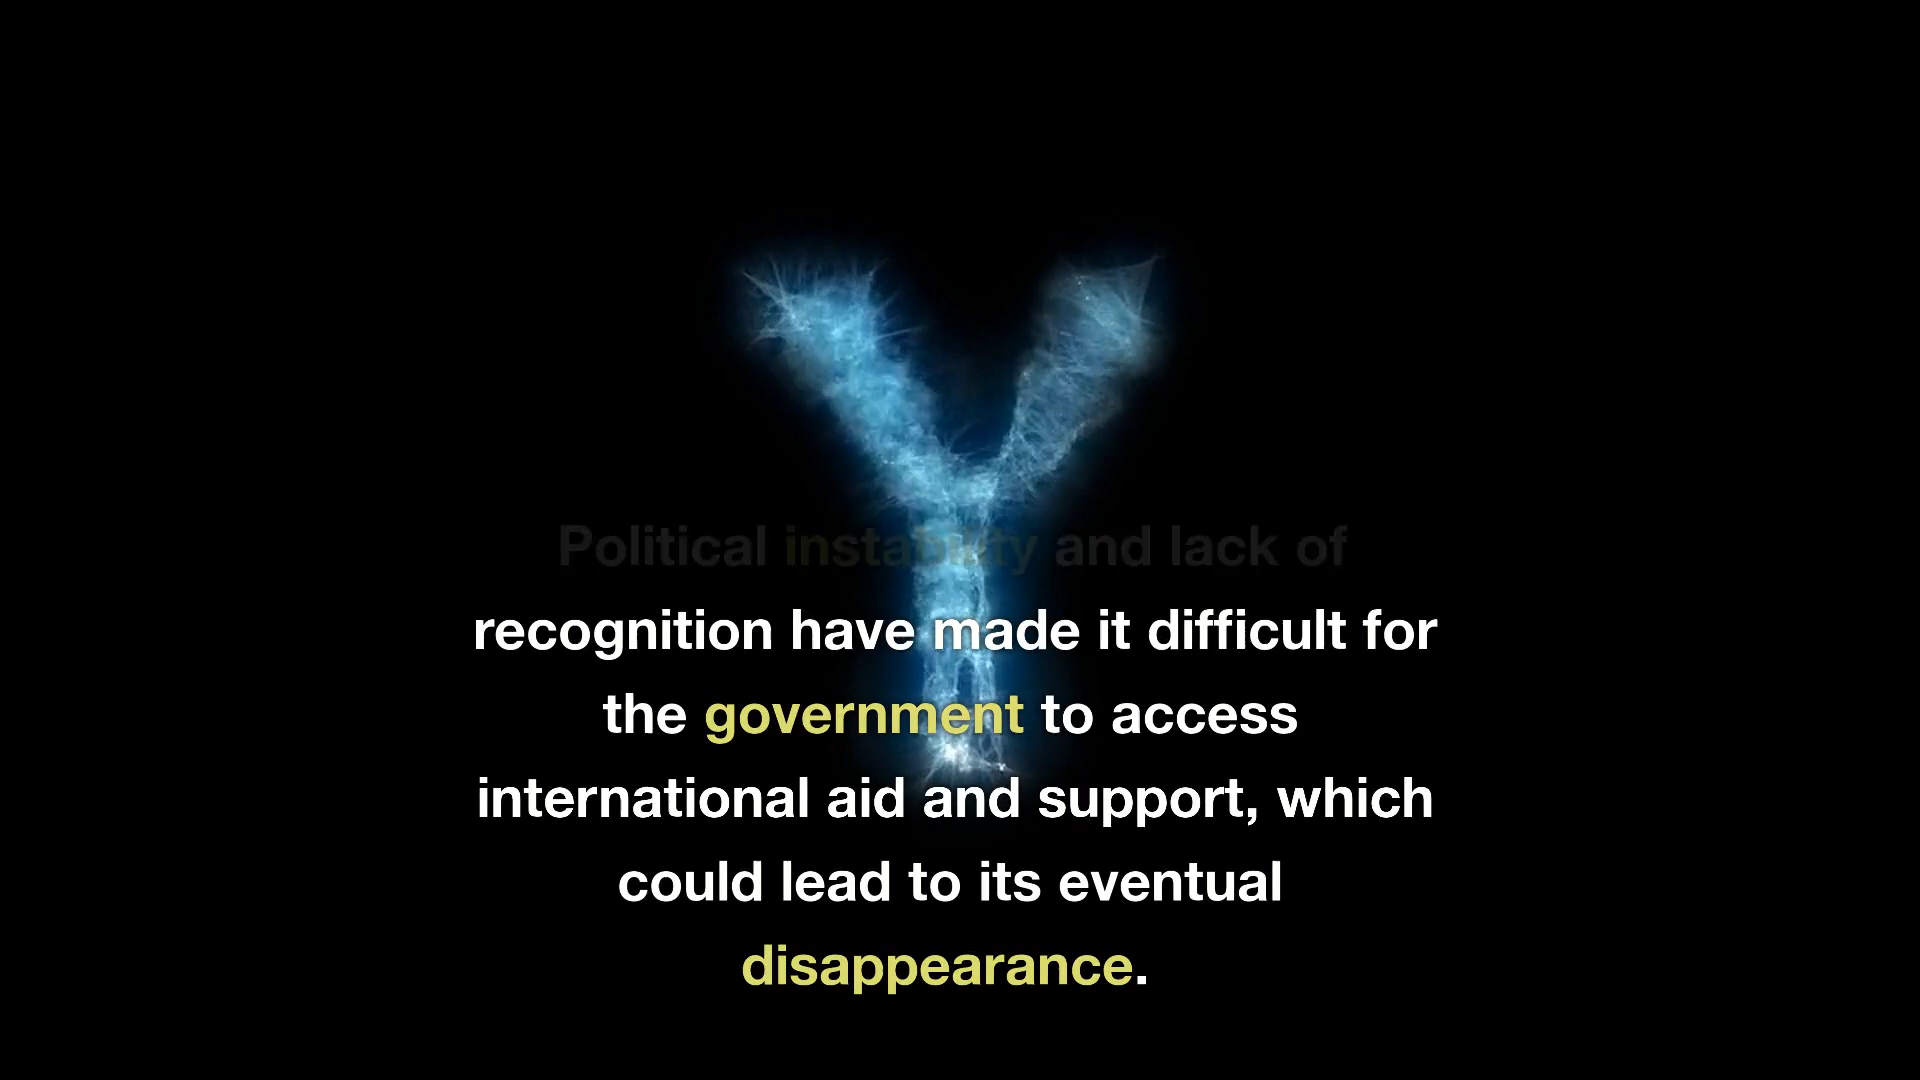 Y
Political instability and lack of
recognition have made it difficult for
the government to access
international aid and support, which
could lead to its eventual
disappearance.